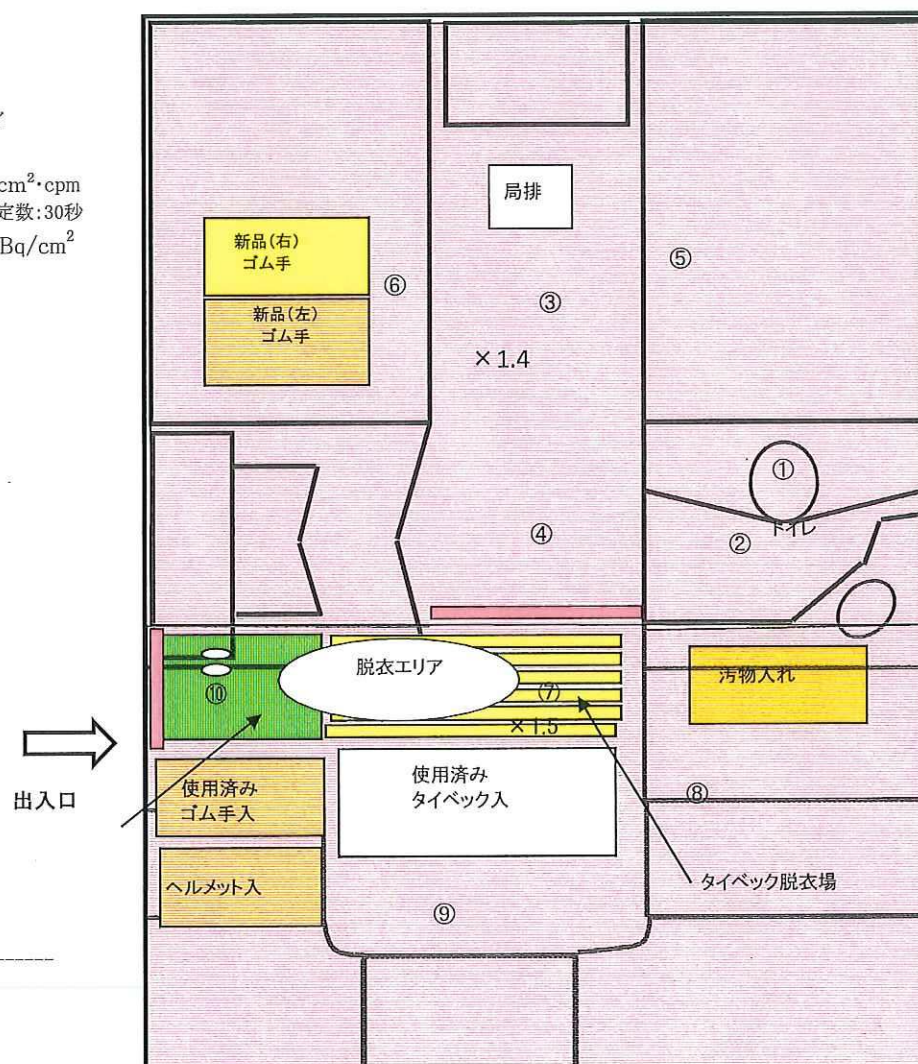 cm²・cpm
定数:30秒
Bq/cm²
局排
新品(右)
ゴム手
⑤
⑥
③
新品(左)
ゴム手
×1.4
①
④
②
トイレ
脱衣エリア
汚物入れ
⑩
⑦
×1.5
使用済み
タイベック入
使用済み
ゴム手入
出入口
⑧
ヘルメット入
タイベック脱衣場
⑨